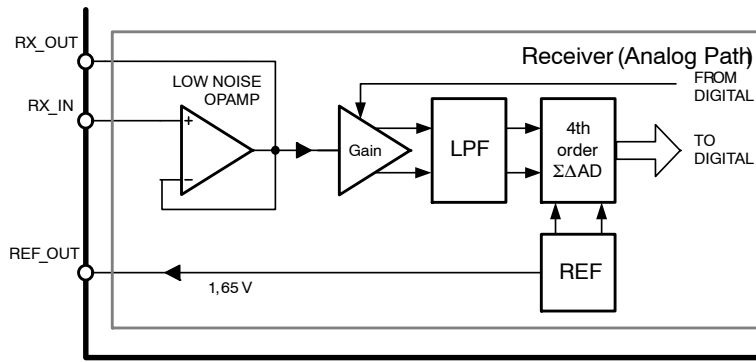 RX_OUT
Receiver (Analog Path)
LOW NOISE
OPAMP
FROM
DIGITAL
RX_IN
+
−
Gain
LPF
4th
order
ΣΔAD
TO
DIGITAL
REF_OUT
1,65 V
REF